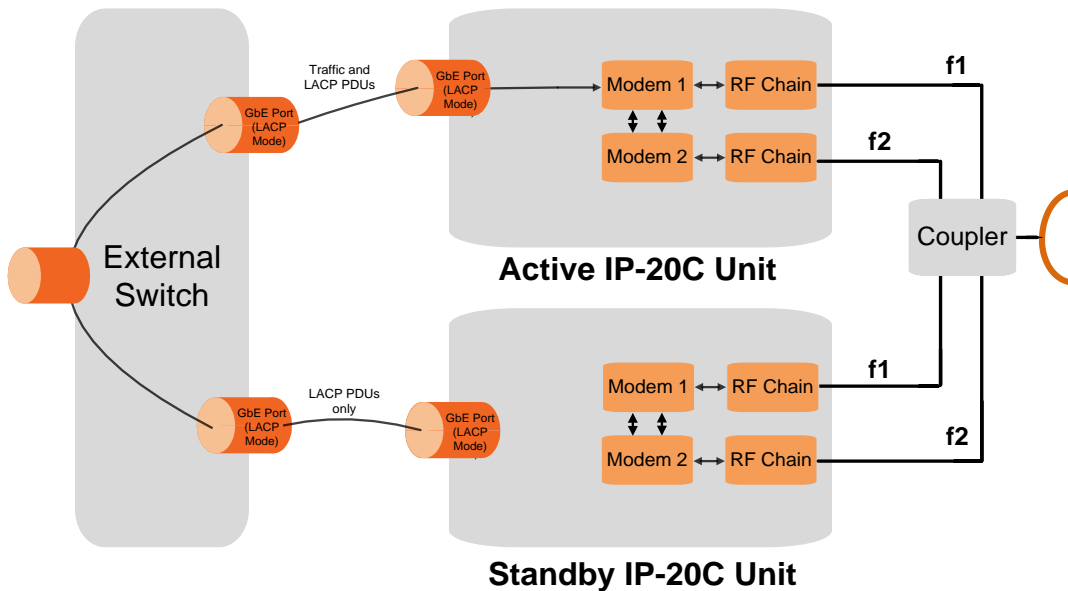 Traffic and
LACP PDUs
GbE Port
(LACP
Mode)
GbE Port
(LACP
Mode)
Modem 1
RF Chain
f1
Modem 2
RF Chain
f2
Coupler
External
Switch
Active IP-20C Unit
LACP PDUs
only
GbE Port
(LACP
Mode)
GbE Port
(LACP
Mode)
Modem 1
RF Chain
f1
Modem 2
RF Chain
f2
Standby IP-20C Unit